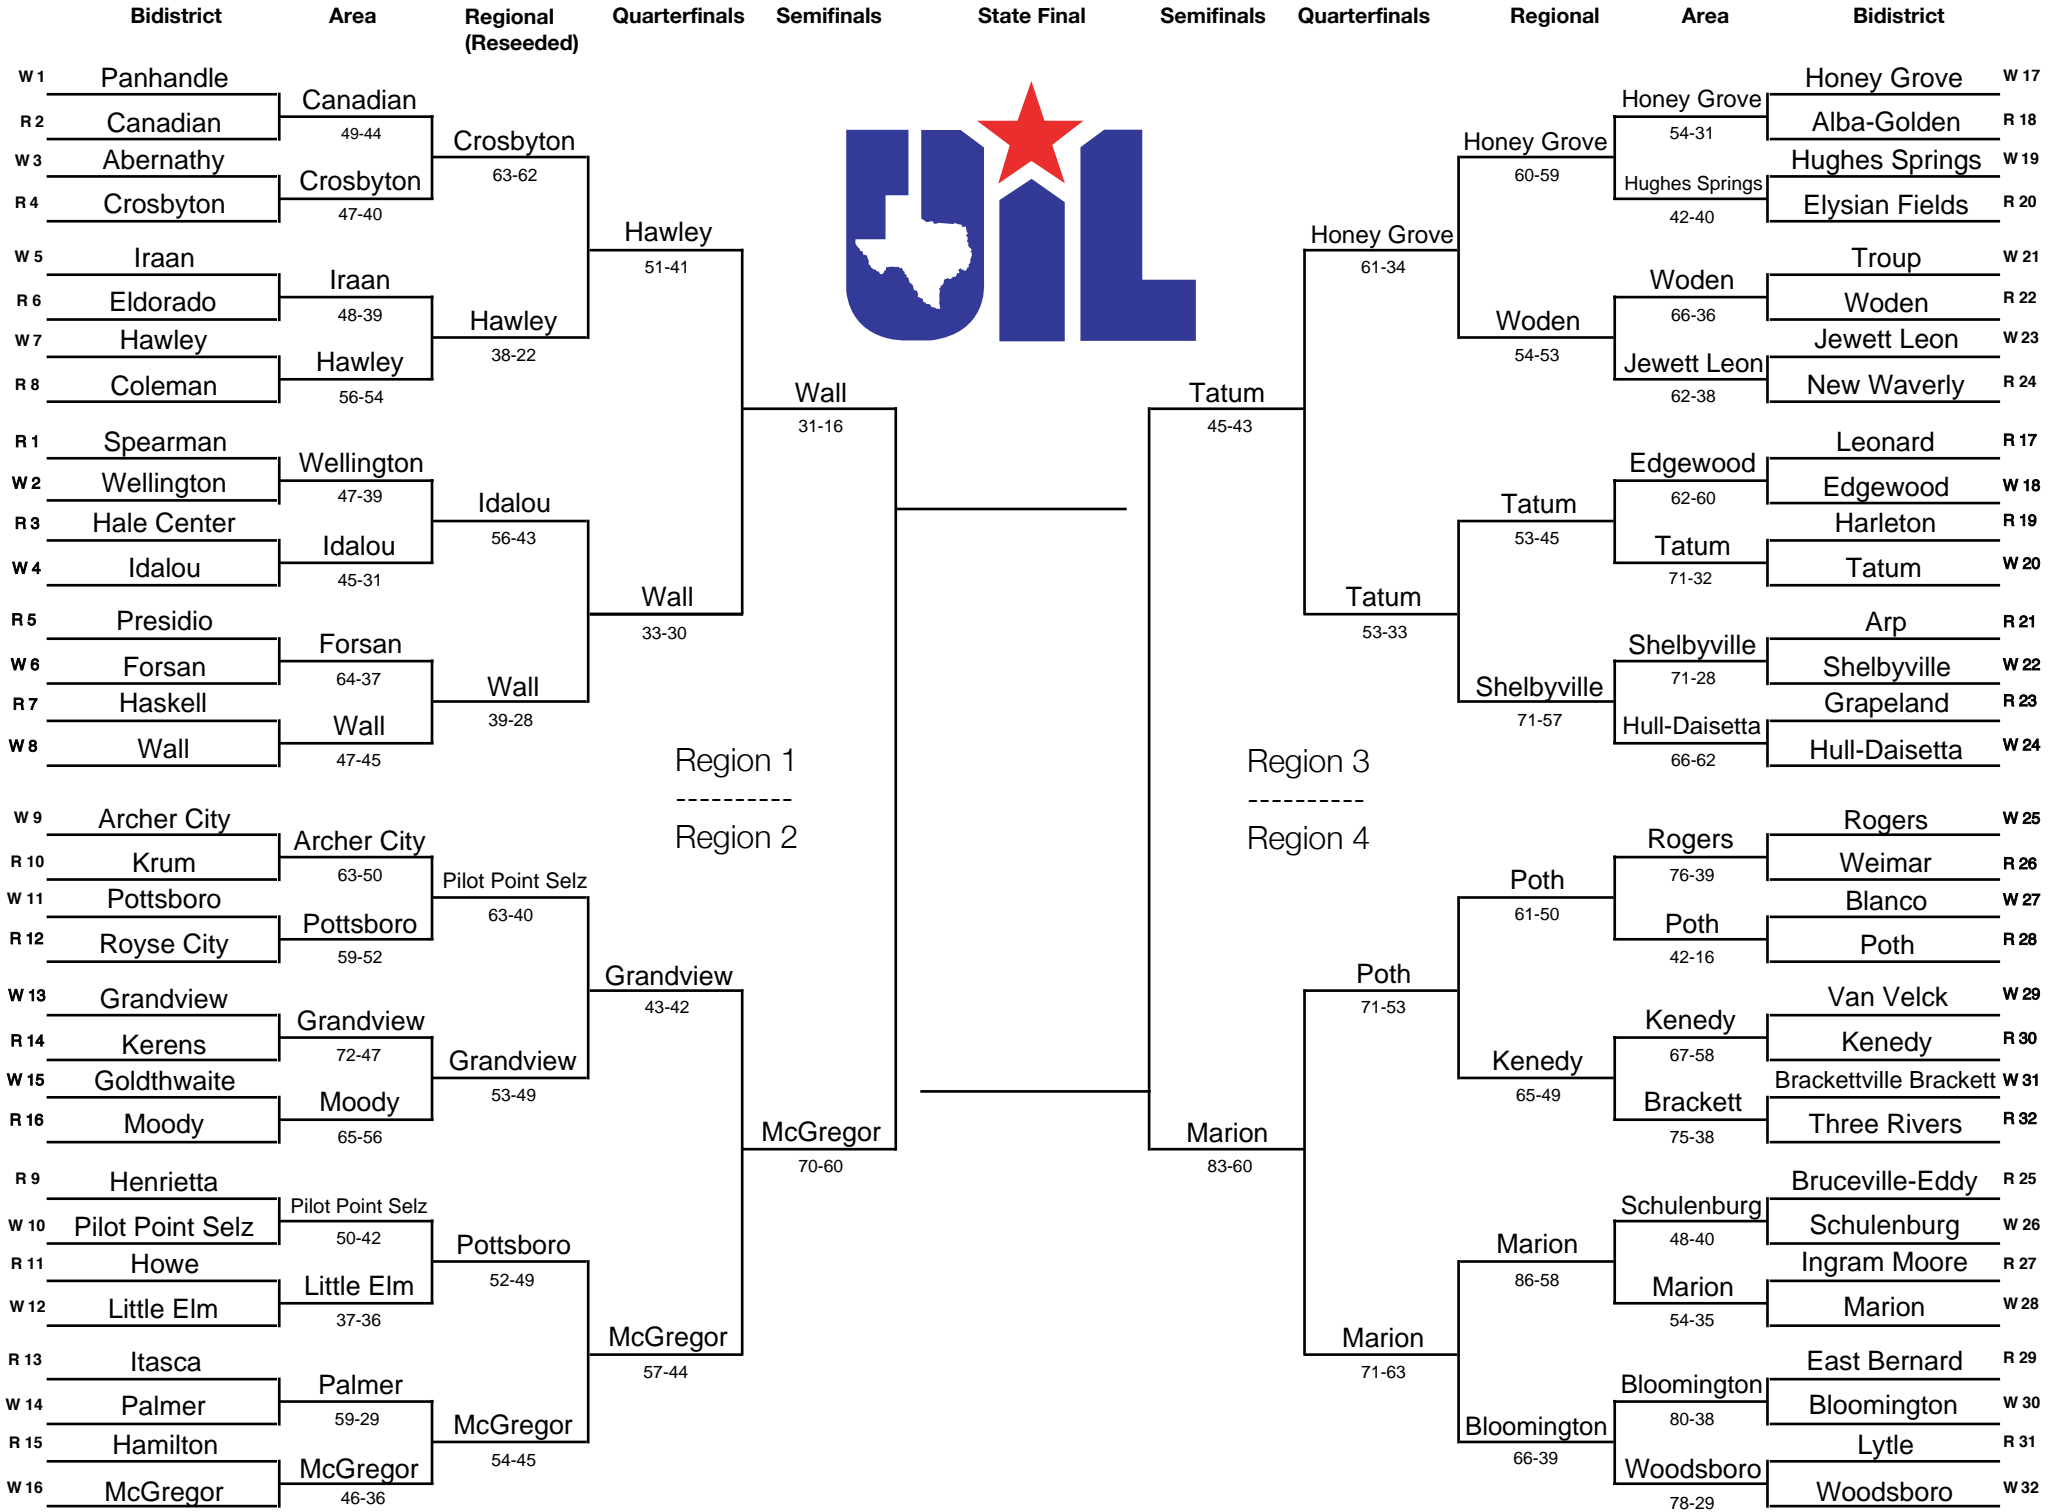 Bidistrict Area Regional Quarterfinals Semifinals State Final Semifinals Quarterfinals Regional Area Bidistrict
(Reseeded)
W 1 Panhandle
R 2 Canadian
W 3 Abernathy
R 4 Crosbyton
W 5 Iraan
R 6 Eldorado
W 7 Hawley
R 8 Coleman
R 1 Spearman
W 2 Wellington
R 3 Hale Center
W 4 Idalou
R 5 Presidio
W 6 Forsan
R 7 Haskell
W 8 Wall
W 9 Archer City
R 10 Krum
W 11 Pottsboro
R 12 Royse City
W 13 Grandview
R 14 Kerens
W 15 Goldthwaite
R 16 Moody
R 9 Henrietta
W 10 Pilot Point Selz
R 11 Howe
W 12 Little Elm
R 13 Itasca
W 14 Palmer
R 15 Hamilton
W 16 McGregor
Canadian
49-44
Crosbyton
47-40
Iraan
48-39
Hawley
56-54
Wellington
47-39
Idalou
45-31
Forsan
64-37
Wall
47-45
Archer City
63-50
Pottsboro
59-52
Grandview
72-47
Moody
65-56
Pilot Point Selz
50-42
Little Elm
37-36
Palmer
59-29
McGregor
46-36
Crosbyton
63-62
Hawley
38-22
Idalou
56-43
Wall
39-28
Pilot Point Selz
63-40
Grandview
53-49
Pottsboro
52-49
McGregor
54-45
Hawley
51-41
Wall
33-30
Region 1
----------
Region 2
Grandview
43-42
McGregor
57-44
Wall
31-16
McGregor
70-60
UIL
Tatum
45-43
Marion
83-60
Honey Grove
61-34
Tatum
53-33
Region 3
----------
Region 4
Poth
71-53
Marion
71-63
Honey Grove
60-59
Woden
54-53
Tatum
53-45
Shelbyville
71-57
Poth
61-50
Kenedy
65-49
Marion
86-58
Bloomington
66-39
Honey Grove
54-31
Hughes Springs
42-40
Woden
66-36
Jewett Leon
62-38
Edgewood
62-60
Tatum
71-32
Shelbyville
71-28
Hull-Daisetta
66-62
Rogers
76-39
Poth
42-16
Kenedy
67-58
Brackett
75-38
Schulenburg
48-40
Marion
54-35
Bloomington
80-38
Woodsboro
78-29
Honey Grove W 17
Alba-Golden R 18
Hughes Springs W 19
Elysian Fields R 20
Troup W 21
Woden R 22
Jewett Leon W 23
New Waverly R 24
Leonard R 17
Edgewood W 18
Harleton R 19
Tatum W 20
Arp R 21
Shelbyville W 22
Grapeland R 23
Hull-Daisetta W 24
Rogers W 25
Weimar R 26
Blanco W 27
Poth R 28
Van Velck W 29
Kenedy R 30
Brackettville Brackett W 31
Three Rivers R 32
Bruceville-Eddy R 25
Schulenburg W 26
Ingram Moore R 27
Marion W 28
East Bernard R 29
Bloomington W 30
Lytle R 31
Woodsboro W 32